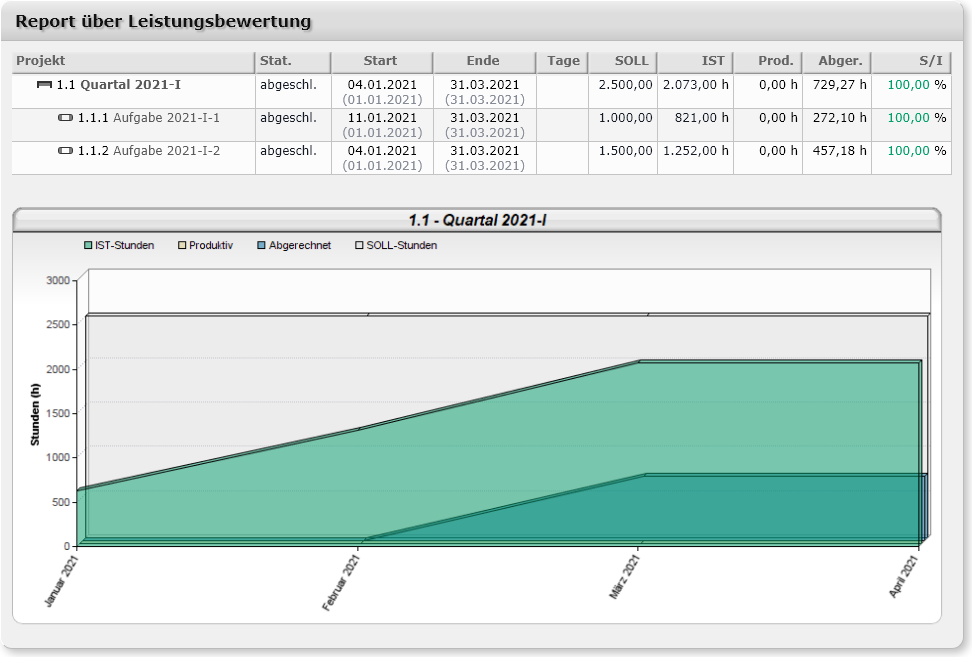 Report über Leistungsbewertung
Projekt Stat. Start Ende Tage SOLL IST Prod. Abger. S/I
1.1 Quartal 2021-I abgeschl. 04.01.2021 31.03.2021 2.500,00 2.073,00 h 0,00 h 729,27 h 100,00 %
(01.01.2021) (31.03.2021)
1.1.1 Aufgabe 2021-I-1 abgeschl. 11.01.2021 31.03.2021 1.000,00 821,00 h 0,00 h 272,10 h 100,00 %
(01.01.2021) (31.03.2021)
1.1.2 Aufgabe 2021-I-2 abgeschl. 04.01.2021 31.03.2021 1.500,00 1.252,00 h 0,00 h 457,18 h 100,00 %
(01.01.2021) (31.03.2021)
1.1 - Quartal 2021-I
IST-Stunden Produktiv Abgerechnet SOLL-Stunden
3000
2500
2000
1500
1000
500
0
Stunden (h)
Januar 2021
Februar 2021
März 2021
April 2021